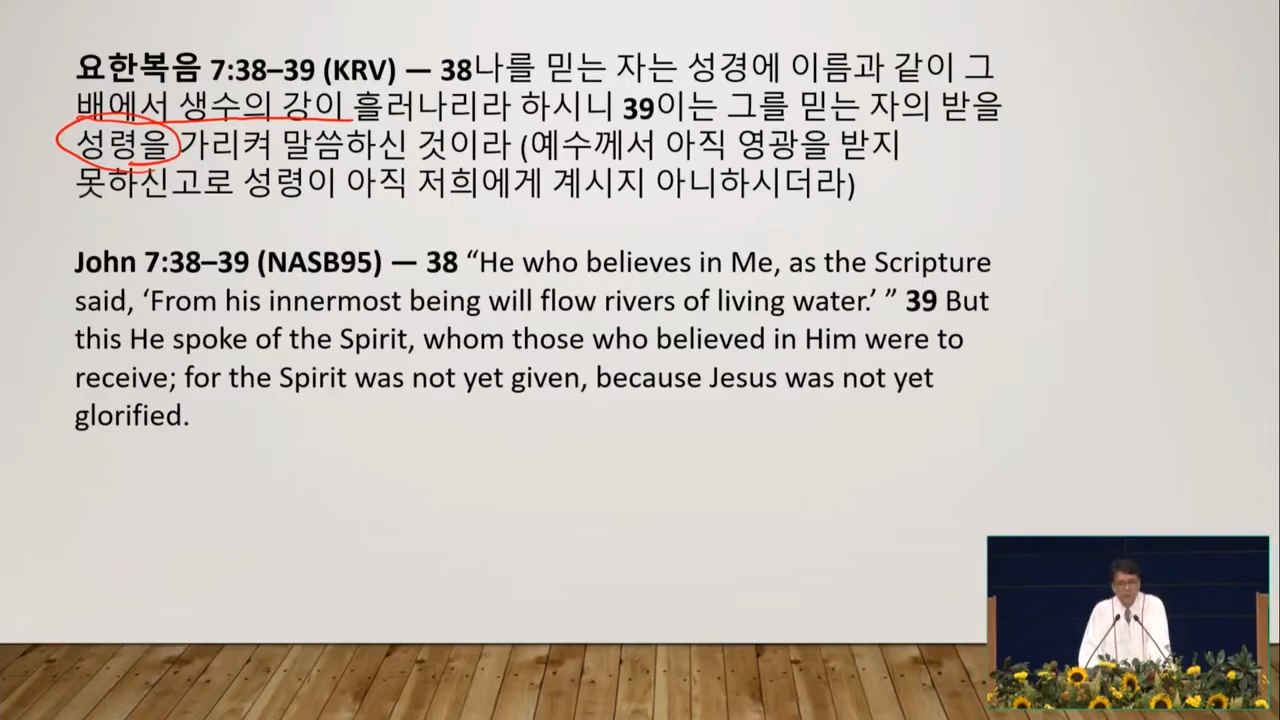 요한복음 7:38–39 (KRV) — 38나를 믿는 자는 성경에 이름과 같이 그
배에서 생수의 강이 흘러나리라 하시니 39이는 그를 믿는 자의 받을
성령을 가리켜 말씀하신 것이라 (예수께서 아직 영광을 받지
못하신고로 성령이 아직 저희에게 계시지 아니하시더라)
John 7:38–39 (NASB95) — 38 “He who believes in Me, as the Scripture
said, ‘From his innermost being will flow rivers of living water.’ ” 39 But
this He spoke of the Spirit, whom those who believed in Him were to
receive; for the Spirit was not yet given, because Jesus was not yet
glorified.